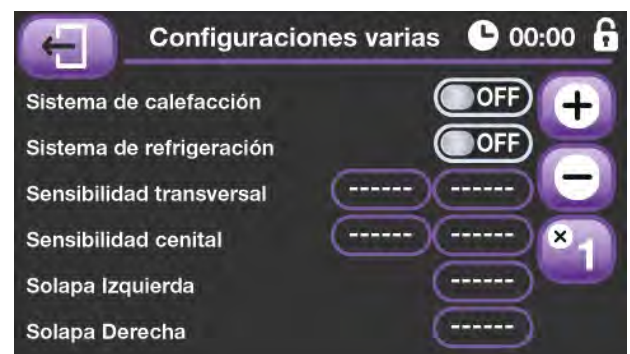 Configuraciones varias 00:00
Sistema de calefacción OFF
+
Sistema de refrigeración OFF
Sensibilidad transversal ------ ------
−
Sensibilidad cenital ------ ------
×1
Solapa Izquierda ------
Solapa Derecha ------